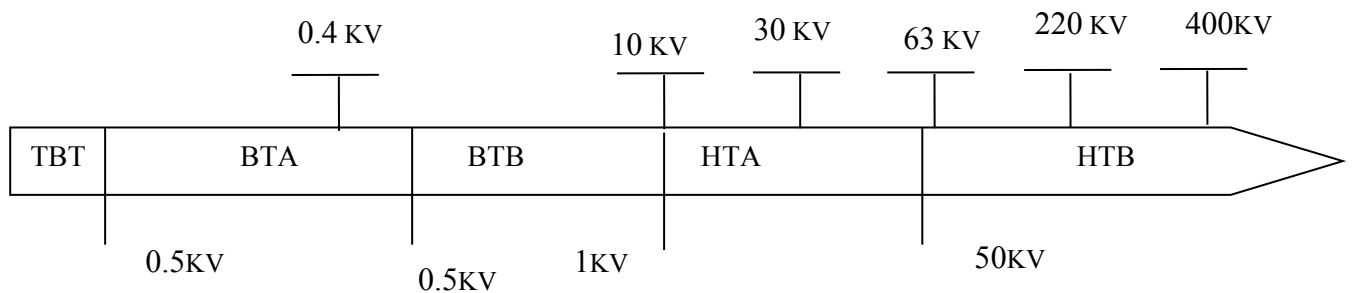 0.4 KV
10 KV
30 KV
63 KV
220 KV
400KV
TBT
BTA
BTB
HTA
HTB
0.5KV
0.5KV
1KV
50KV